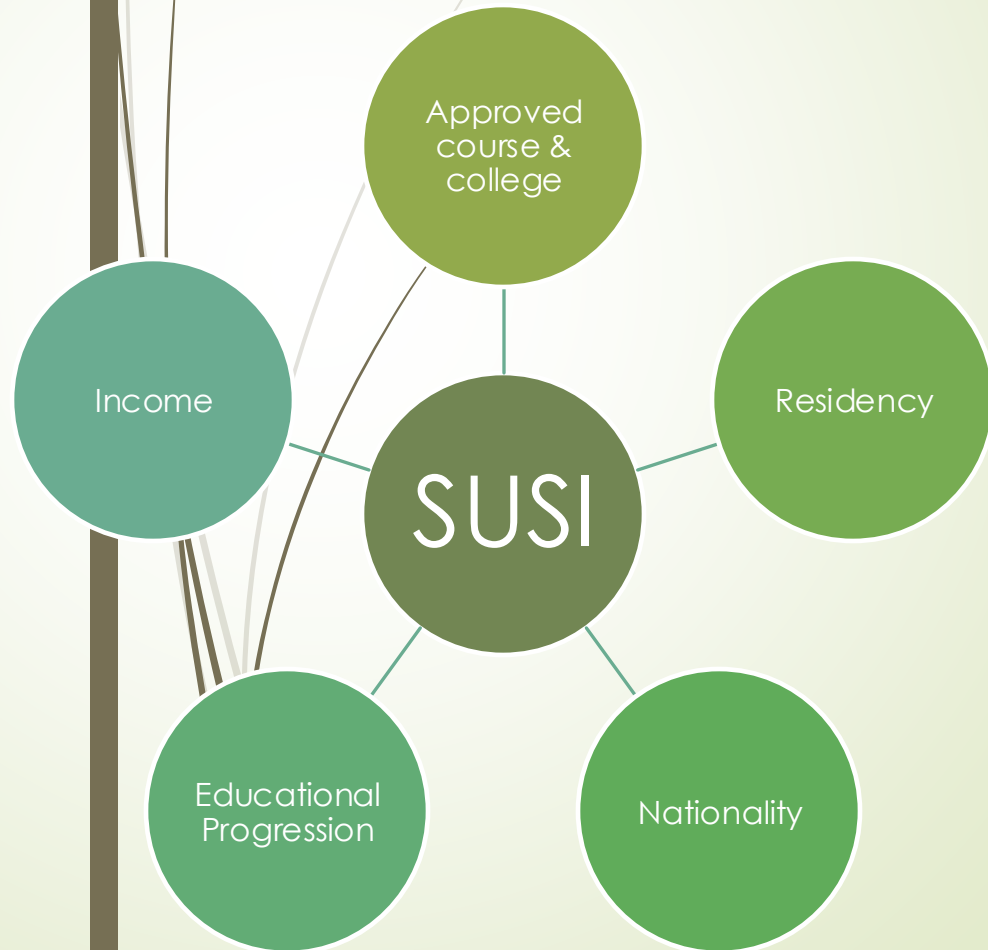 Approved
course &
college
Income
Residency
SUSI
Educational
Progression
Nationality